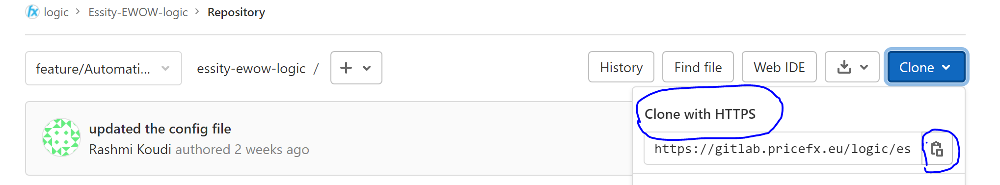 fx logic > Essity-EWOW-logic > Repository
feature/Automati... essity-ewow-logic / + History Find file Web IDE Clone
Clone with HTTPS
updated the config file
https://gitlab.pricefx.eu/logic/es
Rashmi Koudi authored 2 weeks ago